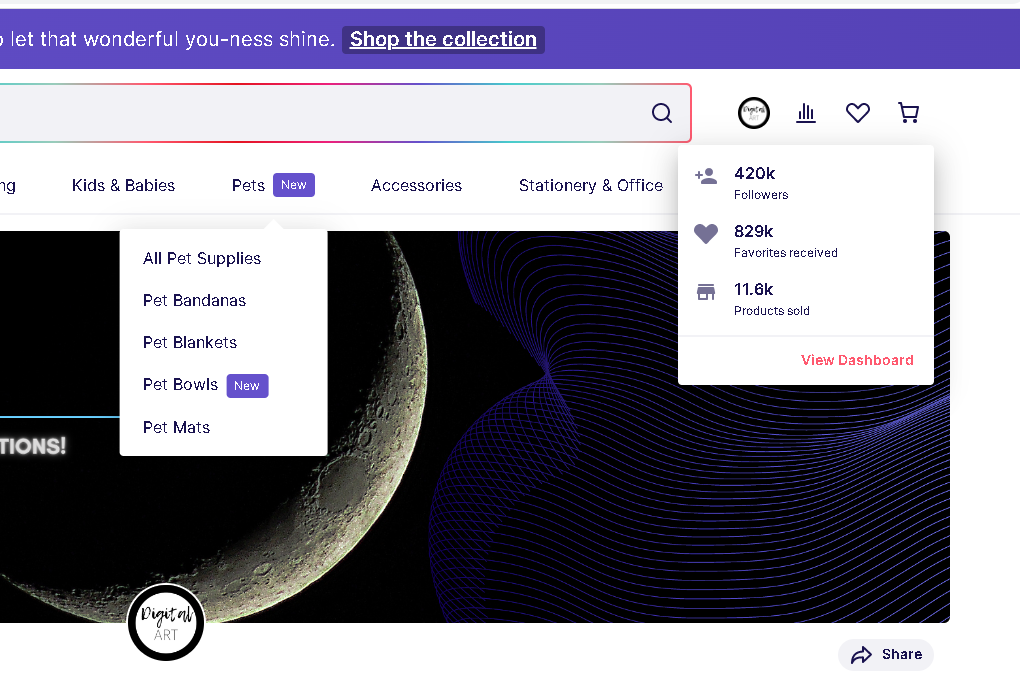 let that wonderful you-ness shine. Shop the collection
Kids & Babies Pets New Accessories Stationery & Office
420k
Followers
829k
Favorites received
11.6k
Products sold
View Dashboard
All Pet Supplies
Pet Bandanas
Pet Blankets
Pet Bowls New
Pet Mats
TIONS!
Digital
ART
Share